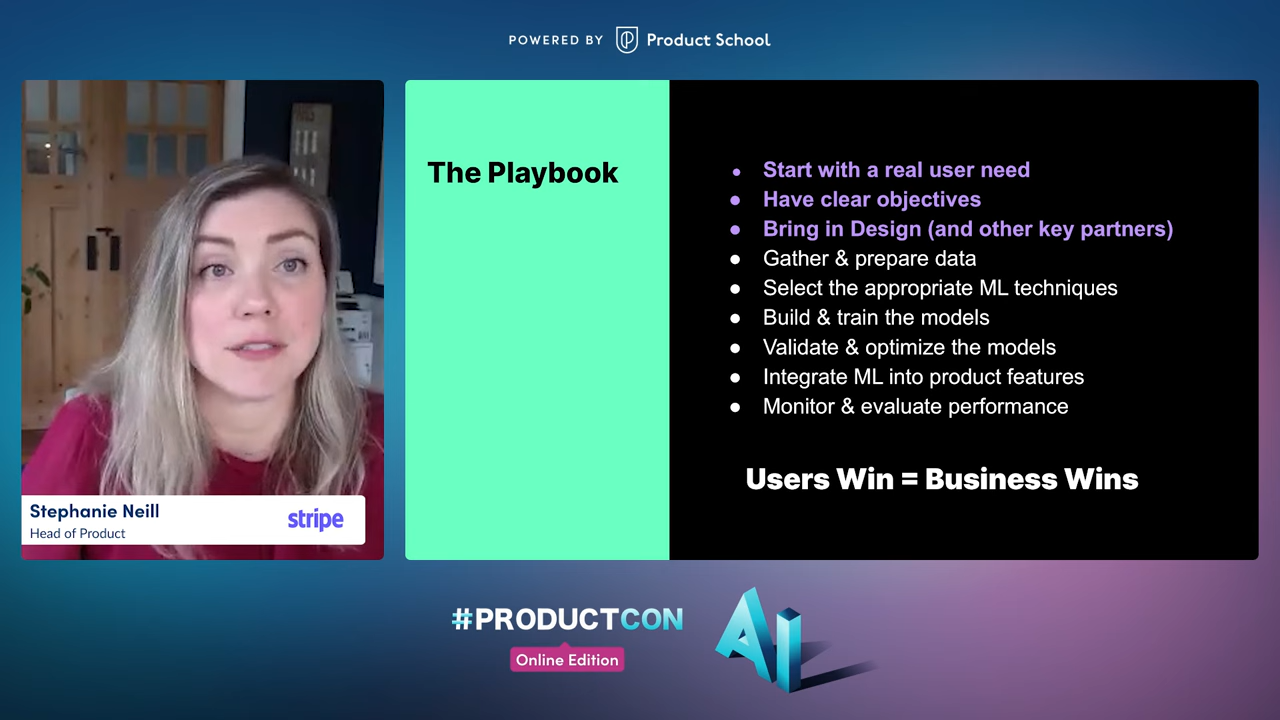 POWERED BY Product School
The Playbook
● Start with a real user need
● Have clear objectives
● Bring in Design (and other key partners)
● Gather & prepare data
● Select the appropriate ML techniques
● Build & train the models
● Validate & optimize the models
● Integrate ML into product features
● Monitor & evaluate performance
Users Win = Business Wins
Stephanie Neill
Head of Product
stripe
#PRODUCTCON
Online Edition
AI